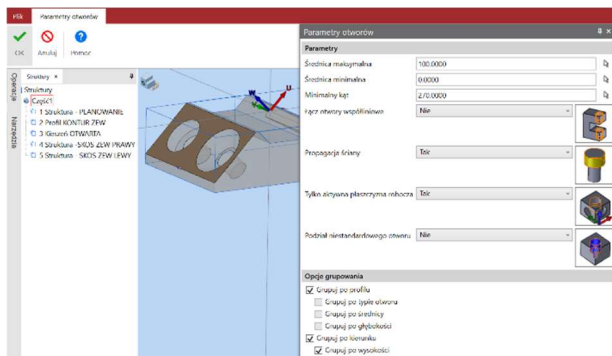 Plik Parametry otworów
OK Anuluj Pomoc
Operacje
Narzędzia
Struktury ×
Struktury
Część1
1 Struktura - PLANOWANIE
2 Profil KONTUR ZEW
3 Kieszeń OTWARTA
4 Struktura -SKOS ZEW PRAWY
5 Struktura -SKOS ZEW LEWY
W U
Parametry otworów
Parametry
Średnica maksymalna 100.0000
Średnica minimalna 0.0000
Minimalny kąt 270.0000
Łącz otwory współliniowe Nie
Propagacja ściany Tak
Tylko aktywna płaszczyzna robocza Tak
Podział niestandardowego otworu Nie
Opcje grupowania
Grupuj po profilu
Grupuj po typie otworu
Grupuj po średnicy
Grupuj po głębokości
Grupuj po kierunku
Grupuj po wysokości